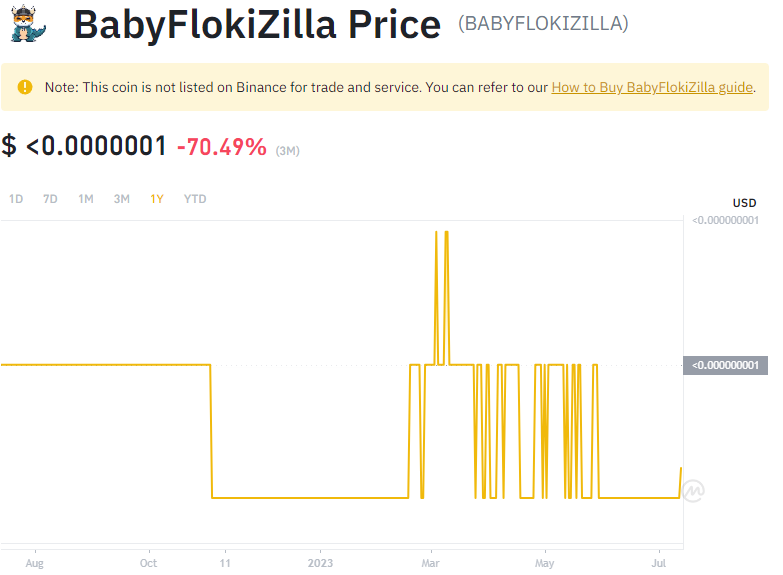 BabyFlokiZilla Price (BABYFLOKIZILLA)
Note: This coin is not listed on Binance for trade and service. You can refer to our How to Buy BabyFlokiZilla guide.
$ <0.0000001 -70.49% (3M)
1D 7D 1M 3M 1Y YTD
USD
<0.000000001
<0.000000001
Aug Oct 11 2023 Mar May Jul